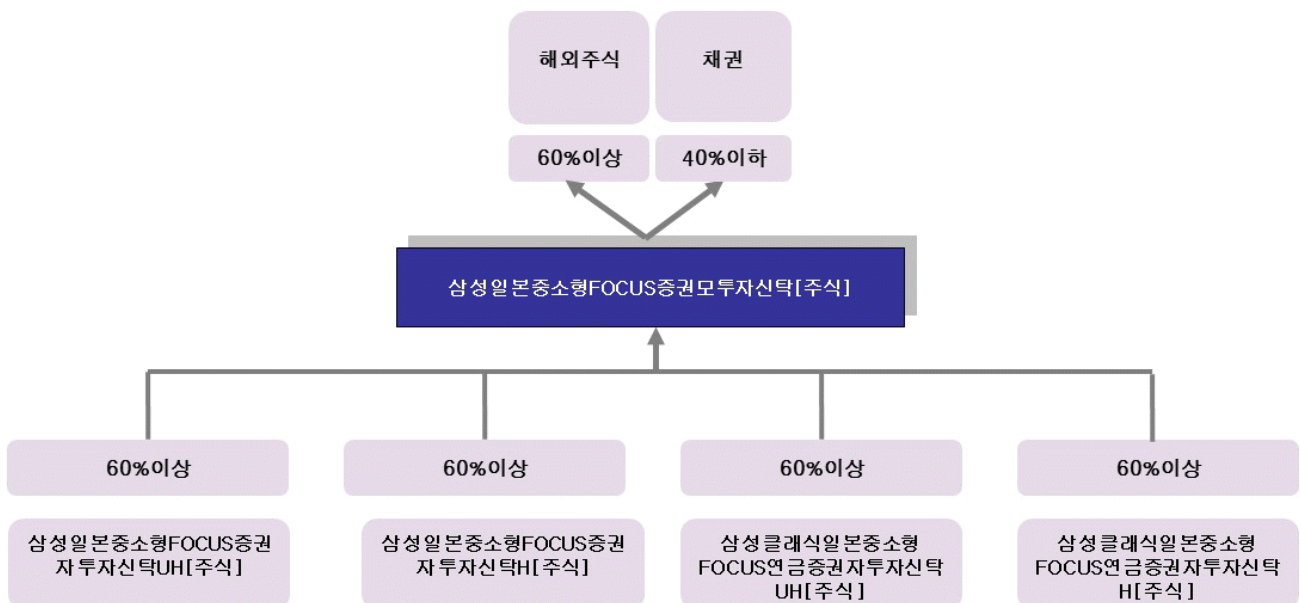 해외주식
채권
60%이상
40%이하
삼성일본중소형FOCUS증권모투자신탁[주식]
60%이상
60%이상
60%이상
60%이상
삼성일본중소형FOCUS증권
자투자신탁UH[주식]
삼성일본중소형FOCUS증권
자투자신탁H[주식]
삼성클래식일본중소형
FOCUS연금증권자투자신탁
UH[주식]
삼성클래식일본중소형
FOCUS연금증권자투자신탁
H[주식]